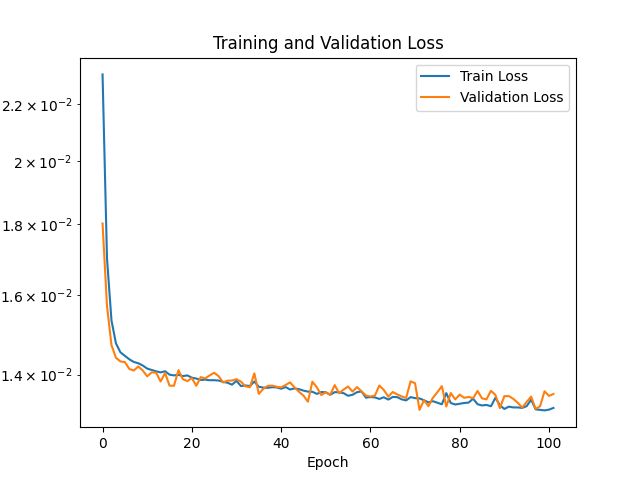 Training and Validation Loss
Train Loss
Validation Loss
2.2 × 10⁻²
2 × 10⁻²
1.8 × 10⁻²
1.6 × 10⁻²
1.4 × 10⁻²
0 20 40 60 80 100
Epoch